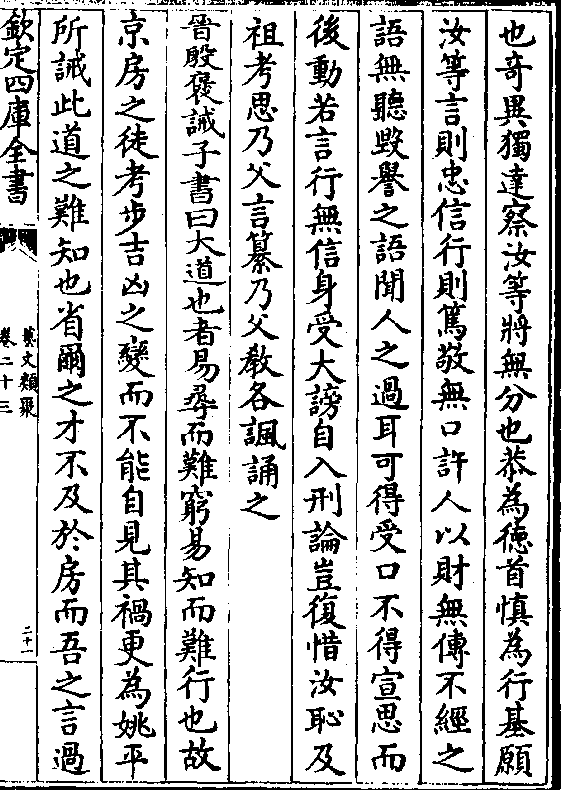 也奇異獨達察汝等將無分也恭為德首慎為行基願
汝等言則忠信行則篤敬無口許人以財無傳不經之
語無聽毀譽之語聞人之過耳可得受口不得宣思而
後動若言行無信身受大謗自入刑論豈復惜汝恥及
祖考思乃父言纂乃父教各諷誦之
晉殷褒誡子書曰大道也者易尋而難窮易知而難行也故
京房之徒考步吉凶之變而不能自見其禍更為姚平
所誡此道之難知也省爾之才不及於房而吾之言過
欽定四庫全書
藝文類聚
卷二十三
二十